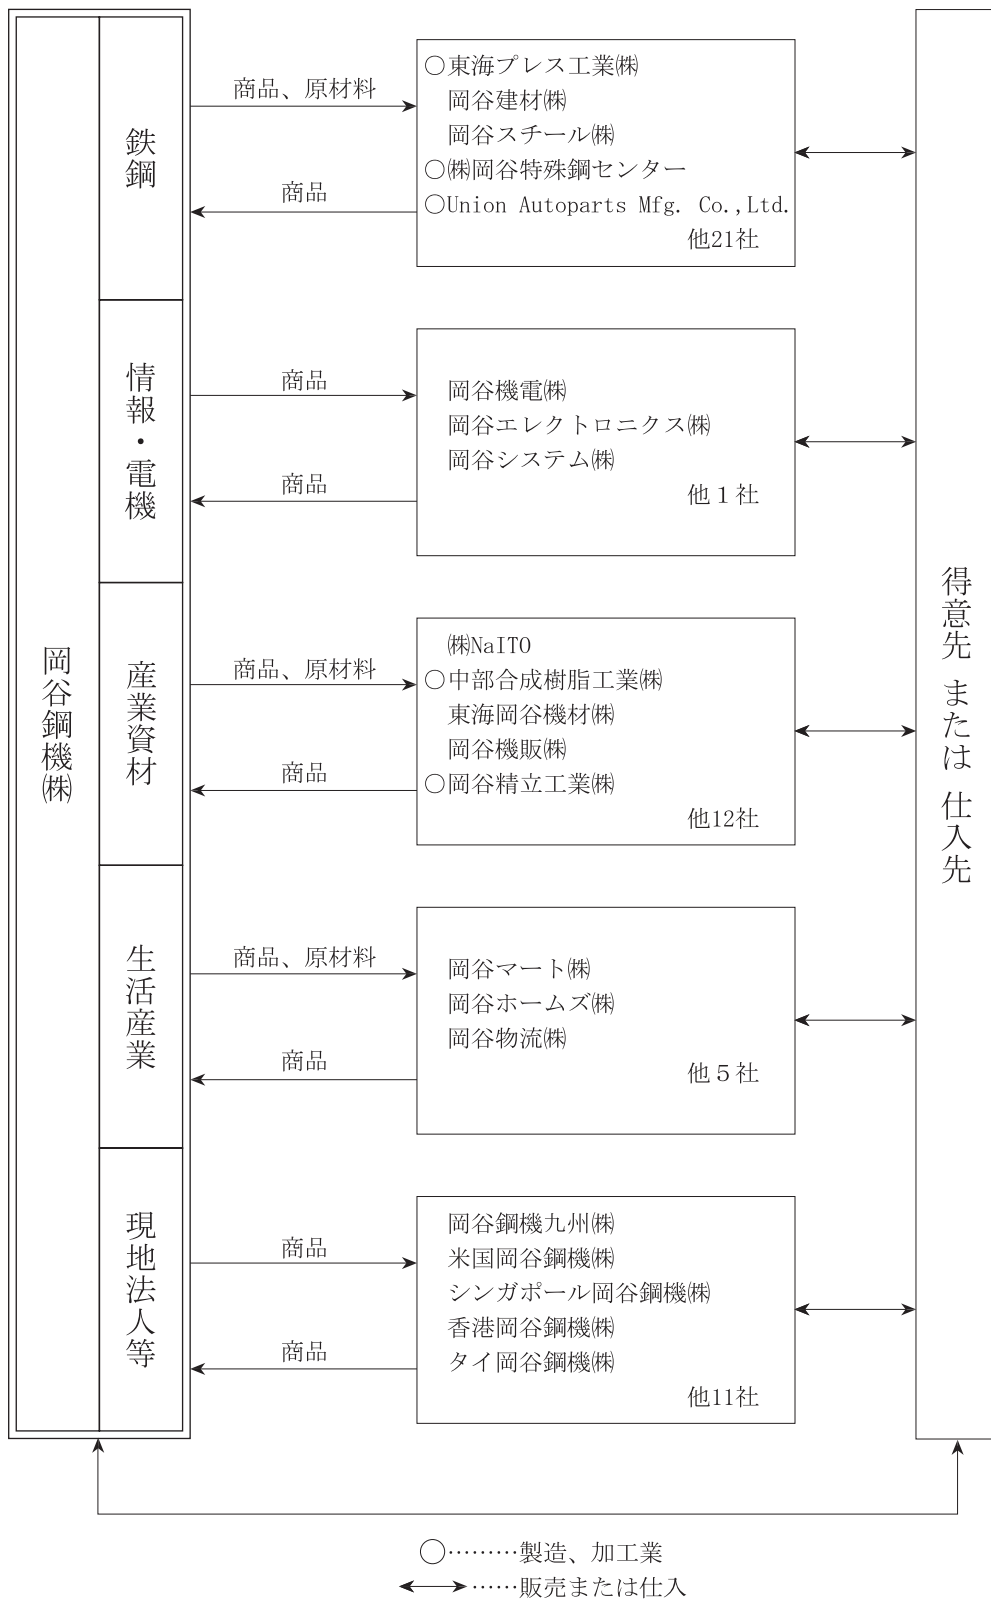 岡谷鋼機㈱
鉄鋼
商品、原材料
商品
○東海プレス工業㈱
岡谷建材㈱
岡谷スチール㈱
○㈱岡谷特殊鋼センター
○Union Autoparts Mfg. Co.,Ltd.
他21社
情報・電機
商品
商品
岡谷機電㈱
岡谷エレクトロニクス㈱
岡谷システム㈱
他１社
産業資材
商品、原材料
商品
㈱NaITO
○中部合成樹脂工業㈱
東海岡谷機材㈱
岡谷機販㈱
○岡谷精立工業㈱
他12社
生活産業
商品、原材料
商品
岡谷マート㈱
岡谷ホームズ㈱
岡谷物流㈱
他５社
現地法人等
商品
商品
岡谷鋼機九州㈱
米国岡谷鋼機㈱
シンガポール岡谷鋼機㈱
香港岡谷鋼機㈱
タイ岡谷鋼機㈱
他11社
得意先 または 仕入先
○………製造、加工業
←→……販売または仕入